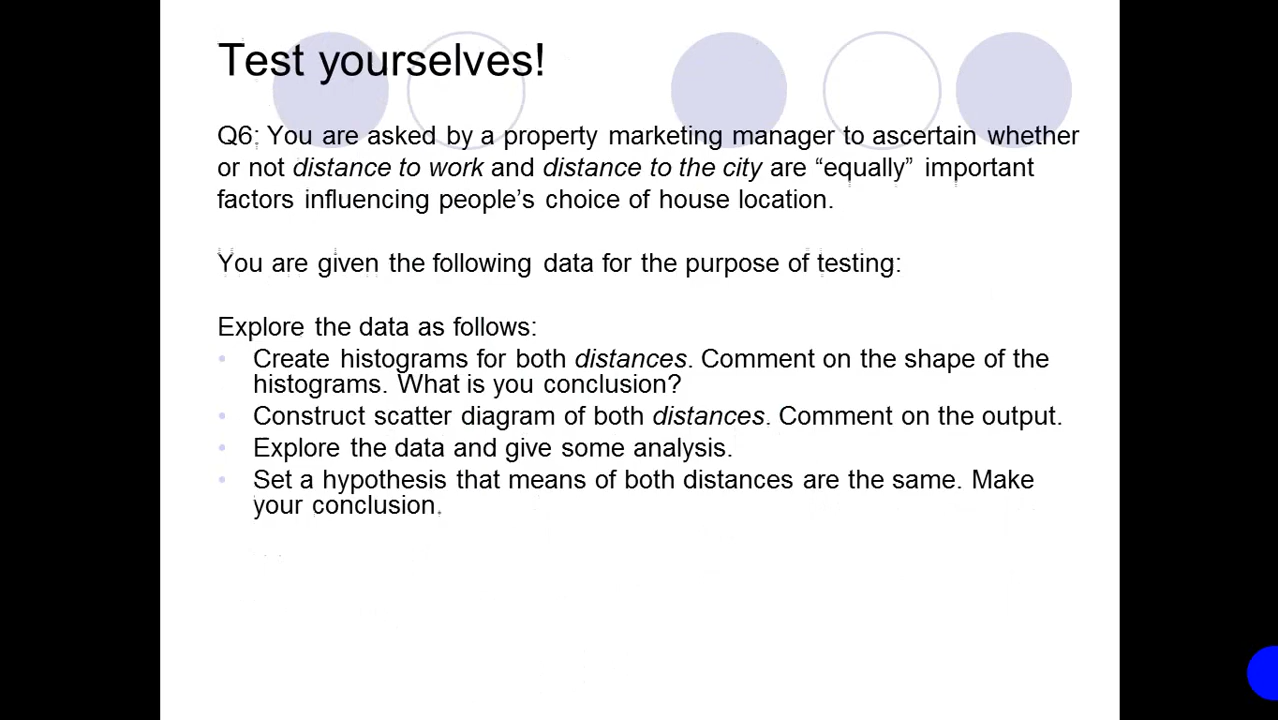 Test yourselves!
Q6: You are asked by a property marketing manager to ascertain whether
or not distance to work and distance to the city are “equally” important
factors influencing people’s choice of house location.
You are given the following data for the purpose of testing:
Explore the data as follows:
• Create histograms for both distances. Comment on the shape of the
histograms. What is you conclusion?
• Construct scatter diagram of both distances. Comment on the output.
• Explore the data and give some analysis.
• Set a hypothesis that means of both distances are the same. Make
your conclusion.